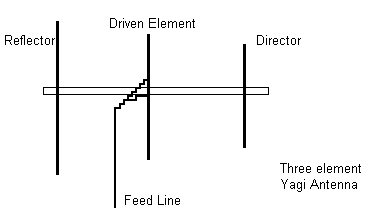 Driven Element
Reflector
Director
Three element
Yagi Antenna
Feed Line